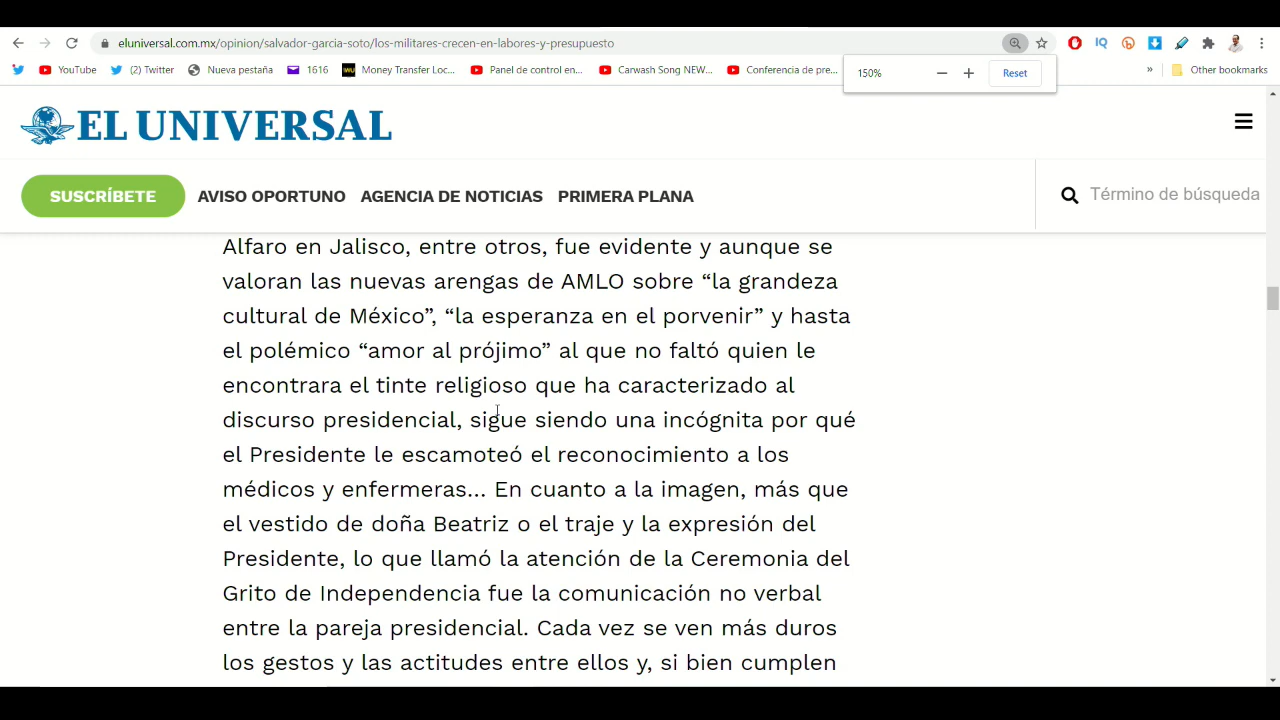 eluniversal.com.mx/opinion/salvador-garcia-soto/los-militares-crecen-en-labores-y-presupuesto
YouTube (2) Twitter Nueva pestaña 1616 Money Transfer Loc... Panel de control en... Carwash Song NEW... Conferencia de pre... » Other bookmarks
150% − + Reset
EL UNIVERSAL
SUSCRÍBETE AVISO OPORTUNO AGENCIA DE NOTICIAS PRIMERA PLANA Término de búsqueda
Alfaro en Jalisco, entre otros, fue evidente y aunque se
valoran las nuevas arengas de AMLO sobre “la grandeza
cultural de México”, “la esperanza en el porvenir” y hasta
el polémico “amor al prójimo” al que no faltó quien le
encontrara el tinte religioso que ha caracterizado al
discurso presidencial, sigue siendo una incógnita por qué
el Presidente le escamoteó el reconocimiento a los
médicos y enfermeras... En cuanto a la imagen, más que
el vestido de doña Beatriz o el traje y la expresión del
Presidente, lo que llamó la atención de la Ceremonia del
Grito de Independencia fue la comunicación no verbal
entre la pareja presidencial. Cada vez se ven más duros
los gestos y las actitudes entre ellos y, si bien cumplen